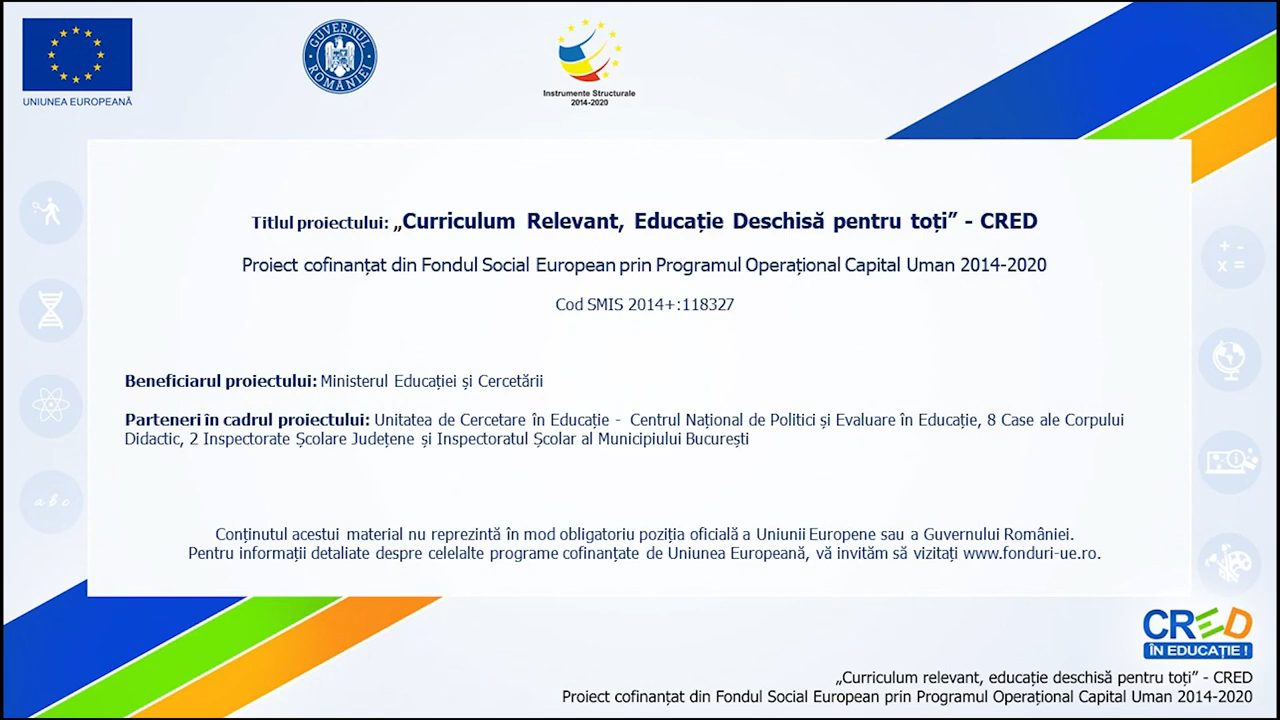 UNIUNEA EUROPEANĂ
GUVERNUL ROMÂNIEI
Instrumente Structurale
2014-2020
Titlul proiectului: „Curriculum Relevant, Educație Deschisă pentru toți” - CRED
Proiect cofinanțat din Fondul Social European prin Programul Operațional Capital Uman 2014-2020
Cod SMIS 2014+:118327
+ -
x =
Beneficiarul proiectului: Ministerul Educației și Cercetării
Parteneri în cadrul proiectului: Unitatea de Cercetare în Educație - Centrul Național de Politici și Evaluare în Educație, 8 Case ale Corpului
Didactic, 2 Inspectorate Școlare Județene și Inspectoratul Școlar al Municipiului București
a b c
Conținutul acestui material nu reprezintă în mod obligatoriu poziția oficială a Uniunii Europene sau a Guvernului României.
Pentru informații detaliate despre celelalte programe cofinanțate de Uniunea Europeană, vă invităm să vizitați www.fonduri-ue.ro.
CRED
ÎN EDUCAȚIE !
„Curriculum relevant, educație deschisă pentru toți” - CRED
Proiect cofinanțat din Fondul Social European prin Programul Operațional Capital Uman 2014-2020